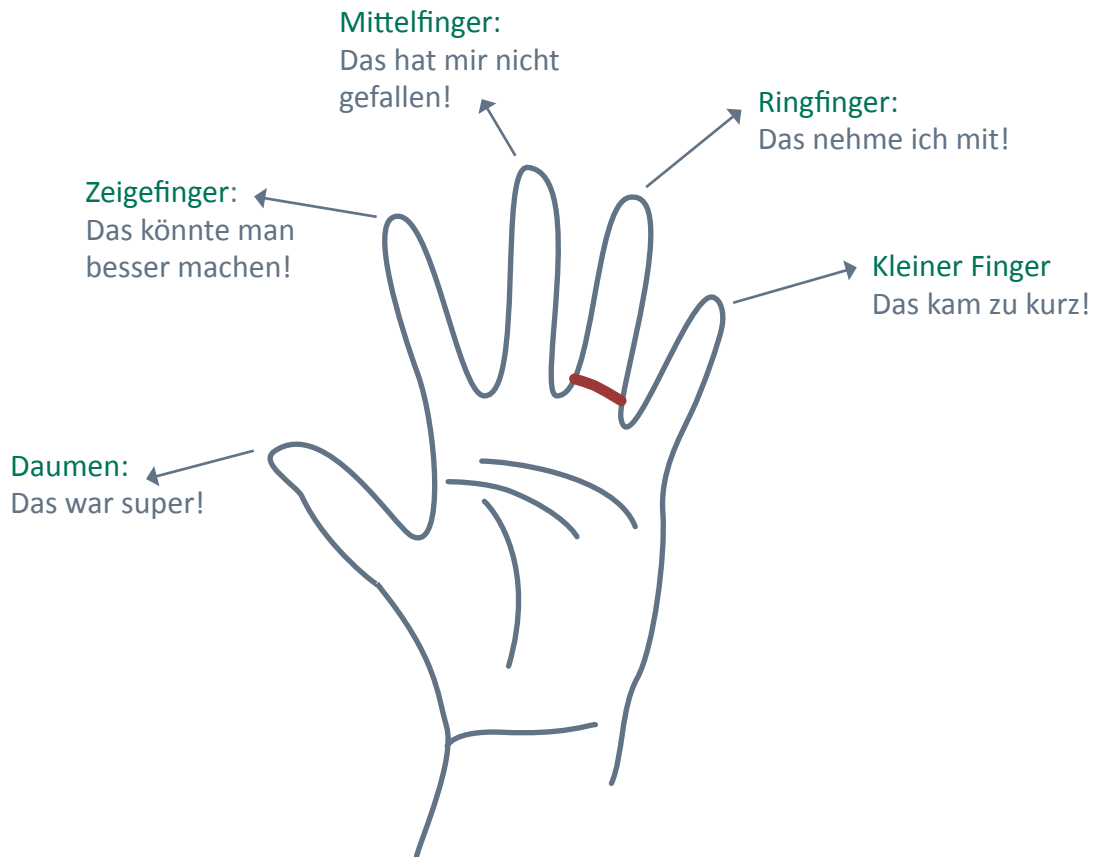 Mittelfinger:
Das hat mir nicht
gefallen!
Ringfinger:
Das nehme ich mit!
Zeigefinger:
Das könnte man
besser machen!
Kleiner Finger
Das kam zu kurz!
Daumen:
Das war super!